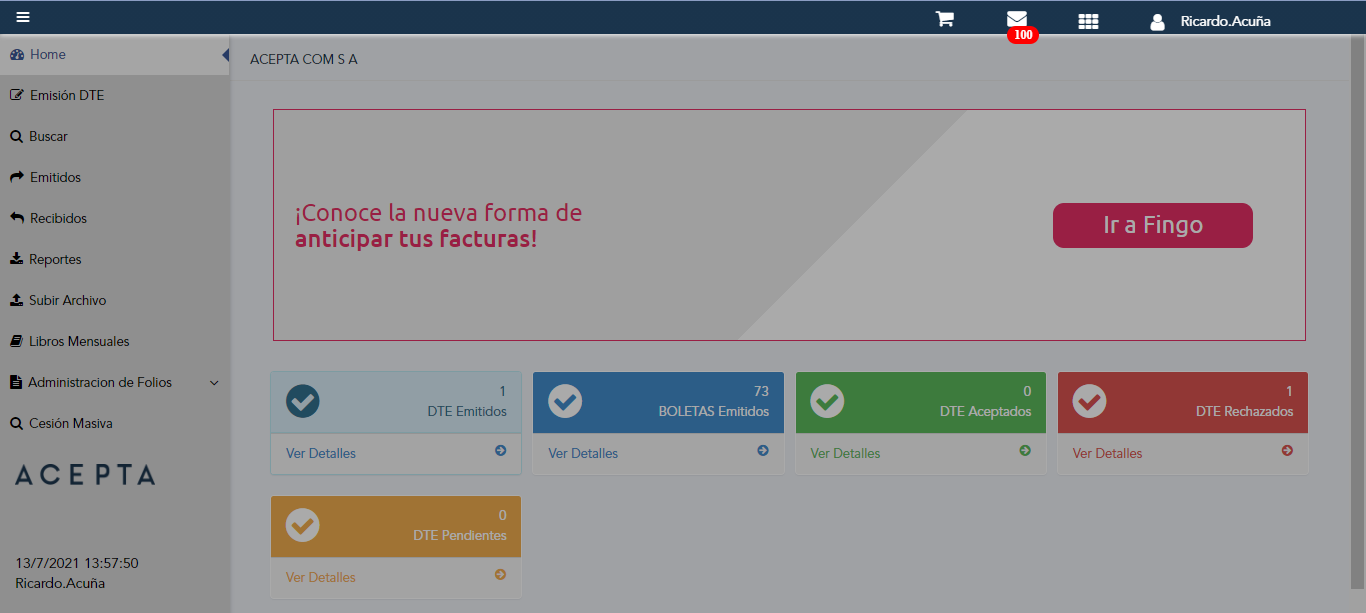 Ricardo.Acuña
100
Home
ACEPTA COM S A
Emisión DTE
Buscar
Emitidos
Recibidos
Reportes
Subir Archivo
Libros Mensuales
Administracion de Folios
Cesión Masiva
ACEPTA
13/7/2021 13:57:50
Ricardo.Acuña
¡Conoce la nueva forma de
anticipar tus facturas!
Ir a Fingo
1
DTE Emitidos
Ver Detalles
73
BOLETAS Emitidos
Ver Detalles
0
DTE Aceptados
Ver Detalles
1
DTE Rechazados
Ver Detalles
0
DTE Pendientes
Ver Detalles